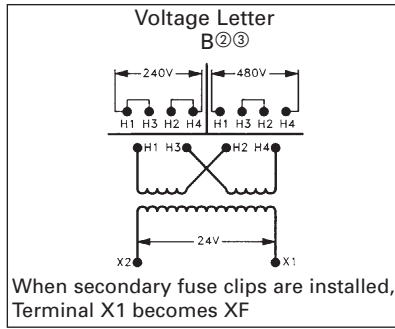 Voltage Letter
B②③
240V 480V
H1 H3 H2 H4 H1 H3 H2 H4
H1 H3 H2 H4
24V
X2 X1
When secondary fuse clips are installed,
Terminal X1 becomes XF